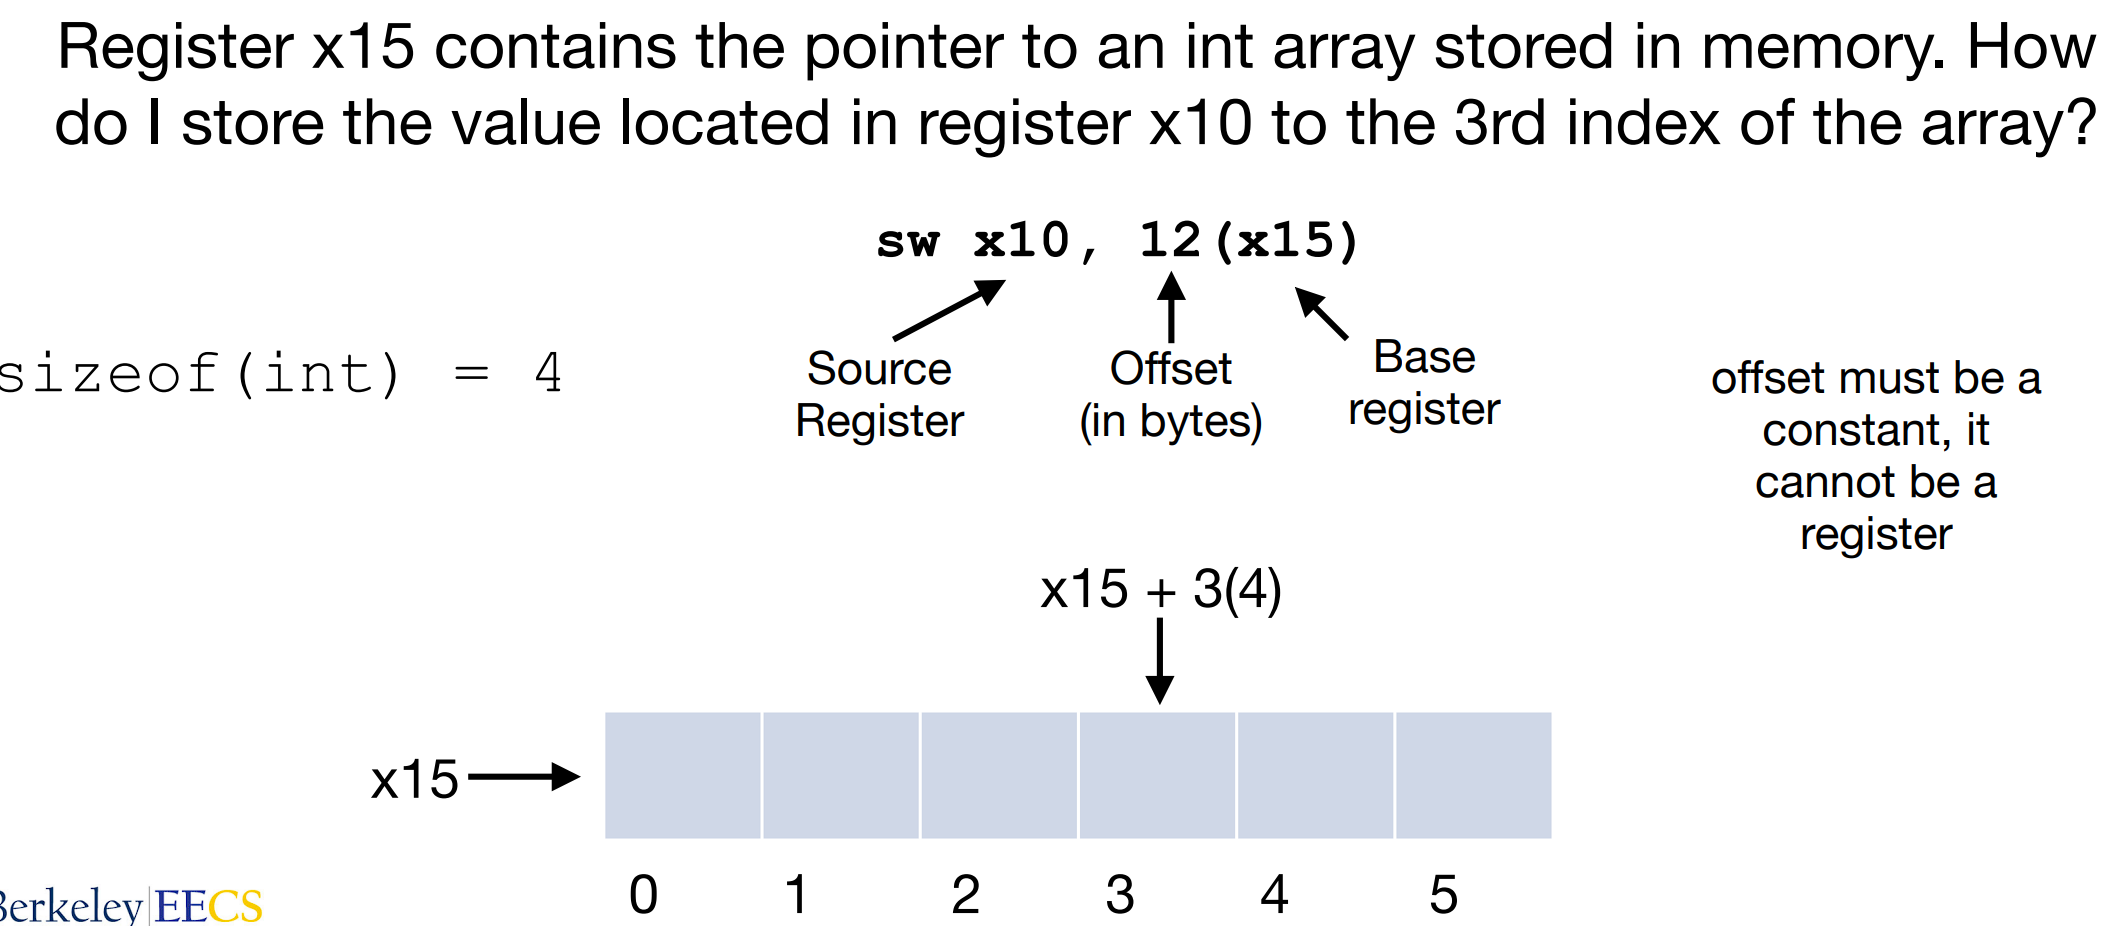 Register x15 contains the pointer to an int array stored in memory. How
do I store the value located in register x10 to the 3rd index of the array?
sw x10, 12(x15)
sizeof(int) = 4
Source
Register
Offset
(in bytes)
Base
register
offset must be a
constant, it
cannot be a
register
x15 + 3(4)
x15
0 1 2 3 4 5
Berkeley|EECS